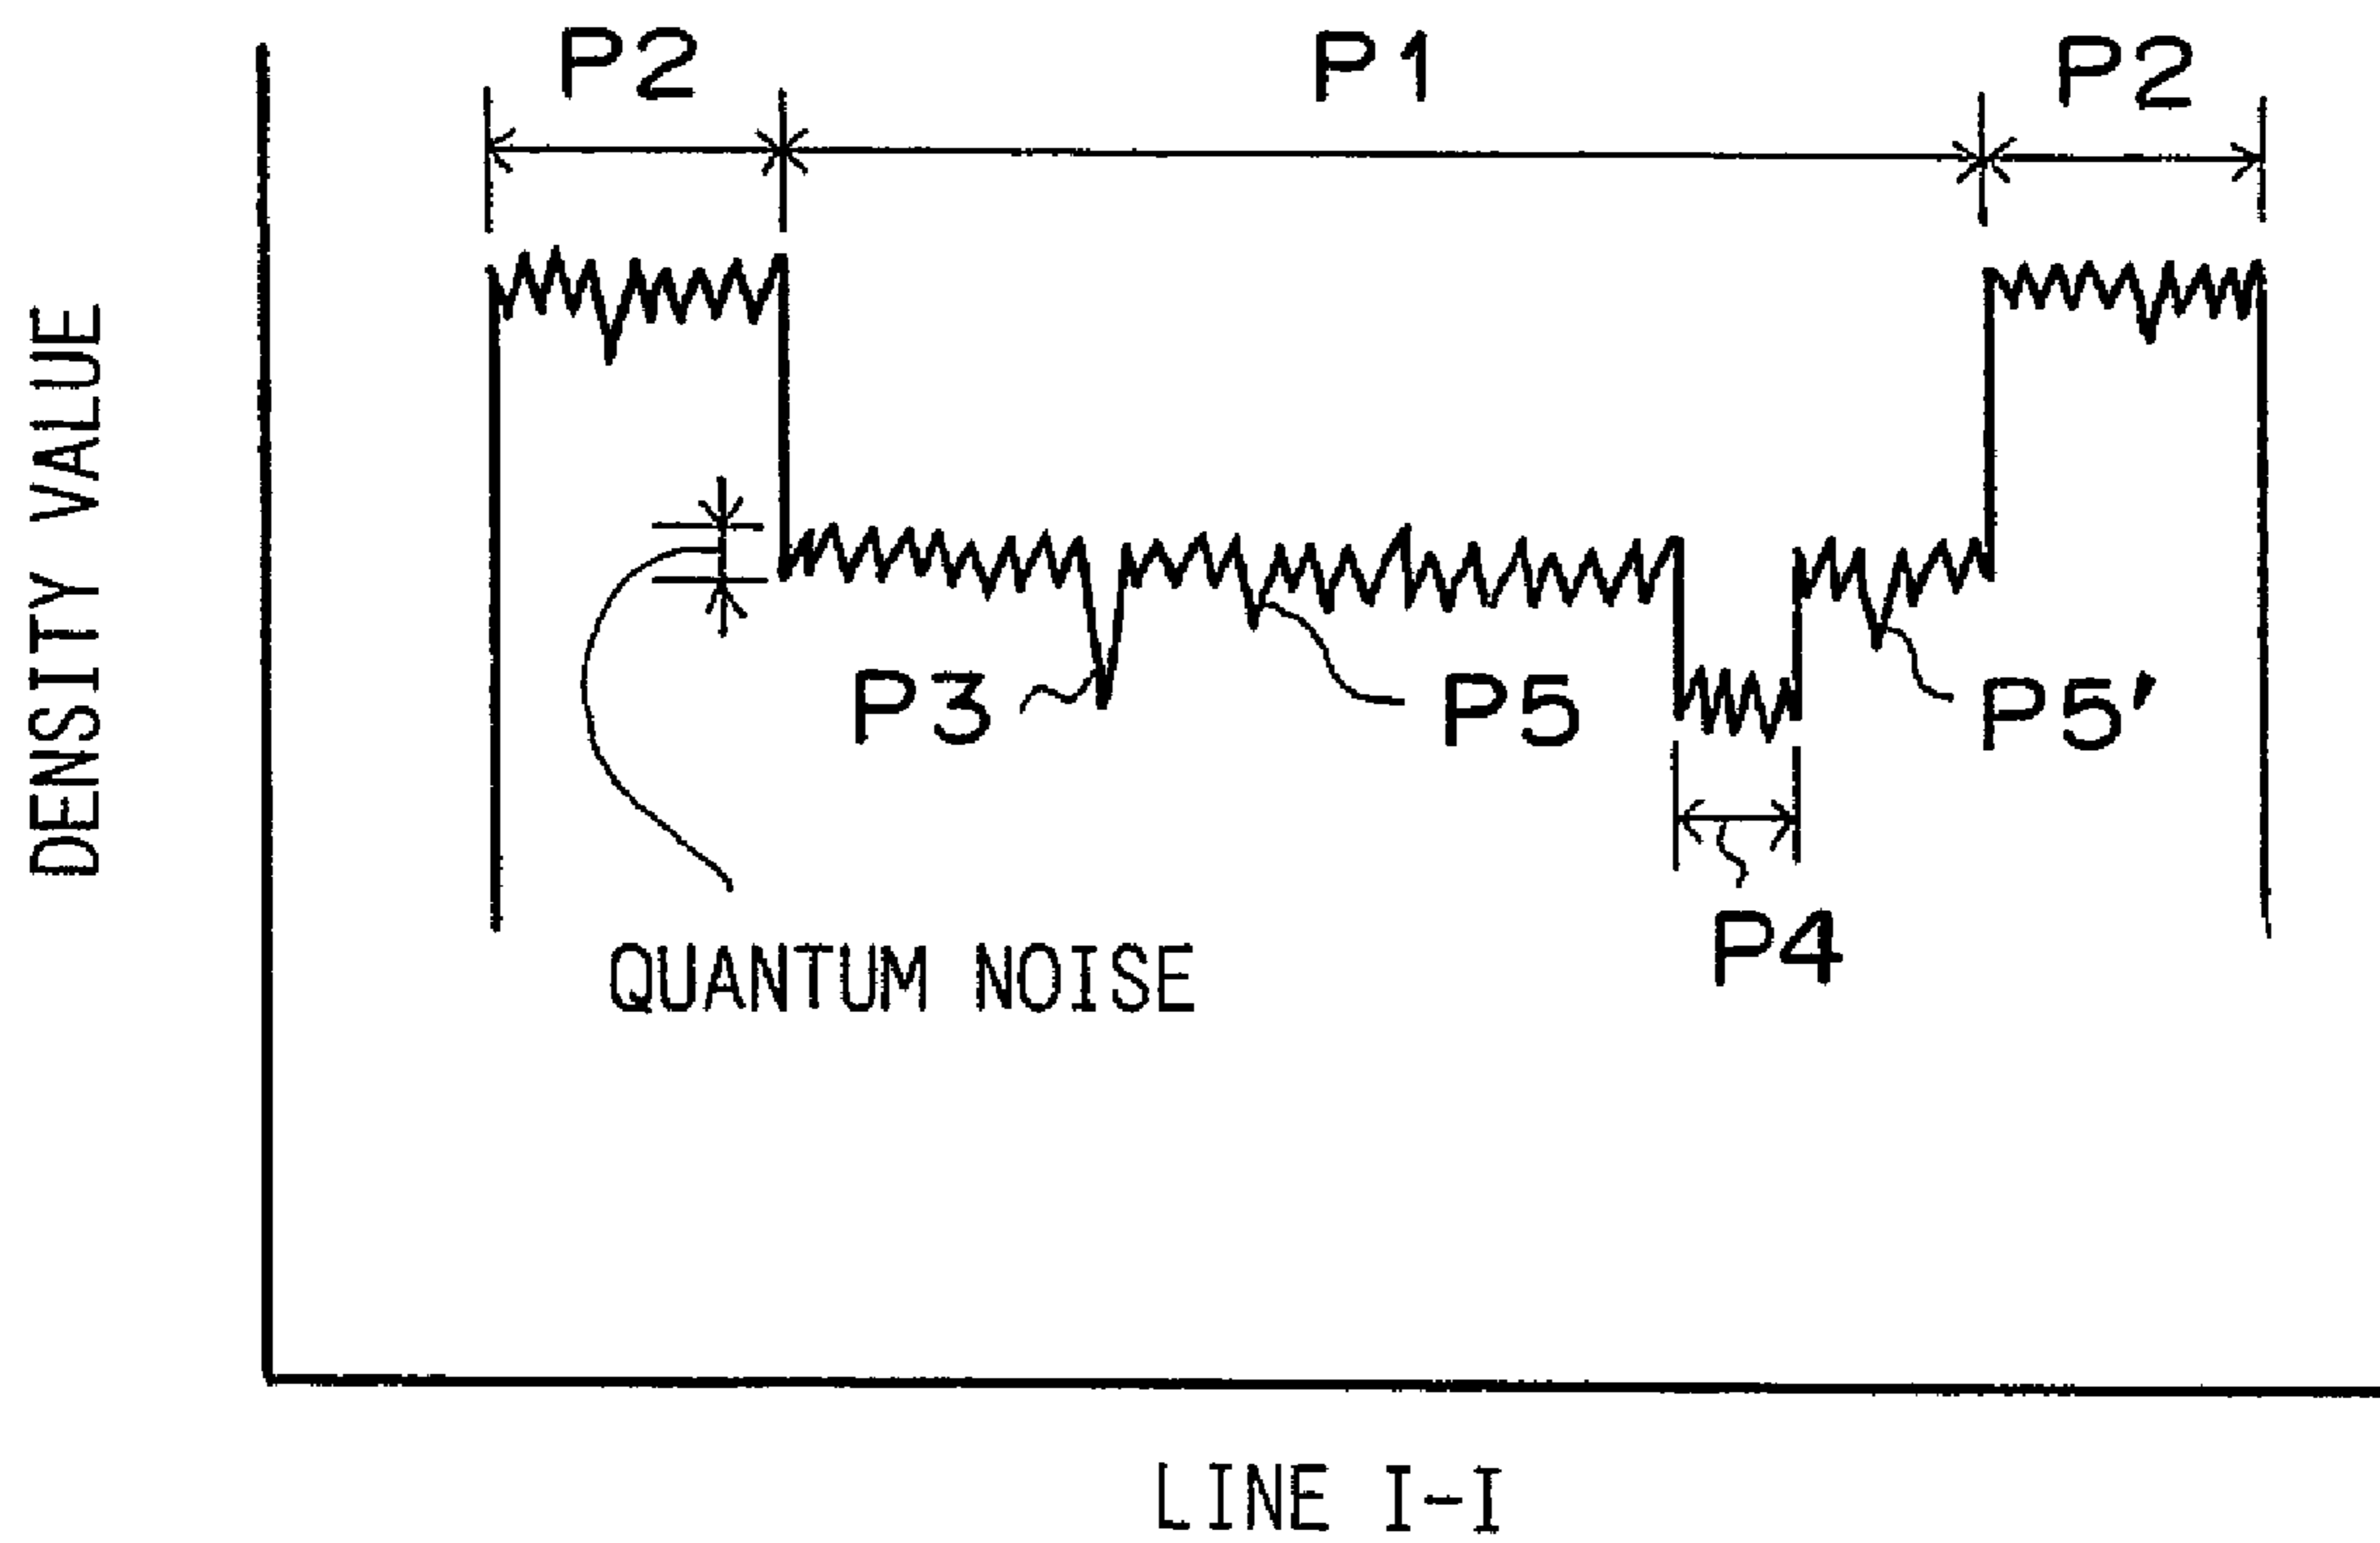 P2
P1
P2
DENSITY VALUE
P3
P5
P5'
P4
QUANTUM NOISE
LINE I-I